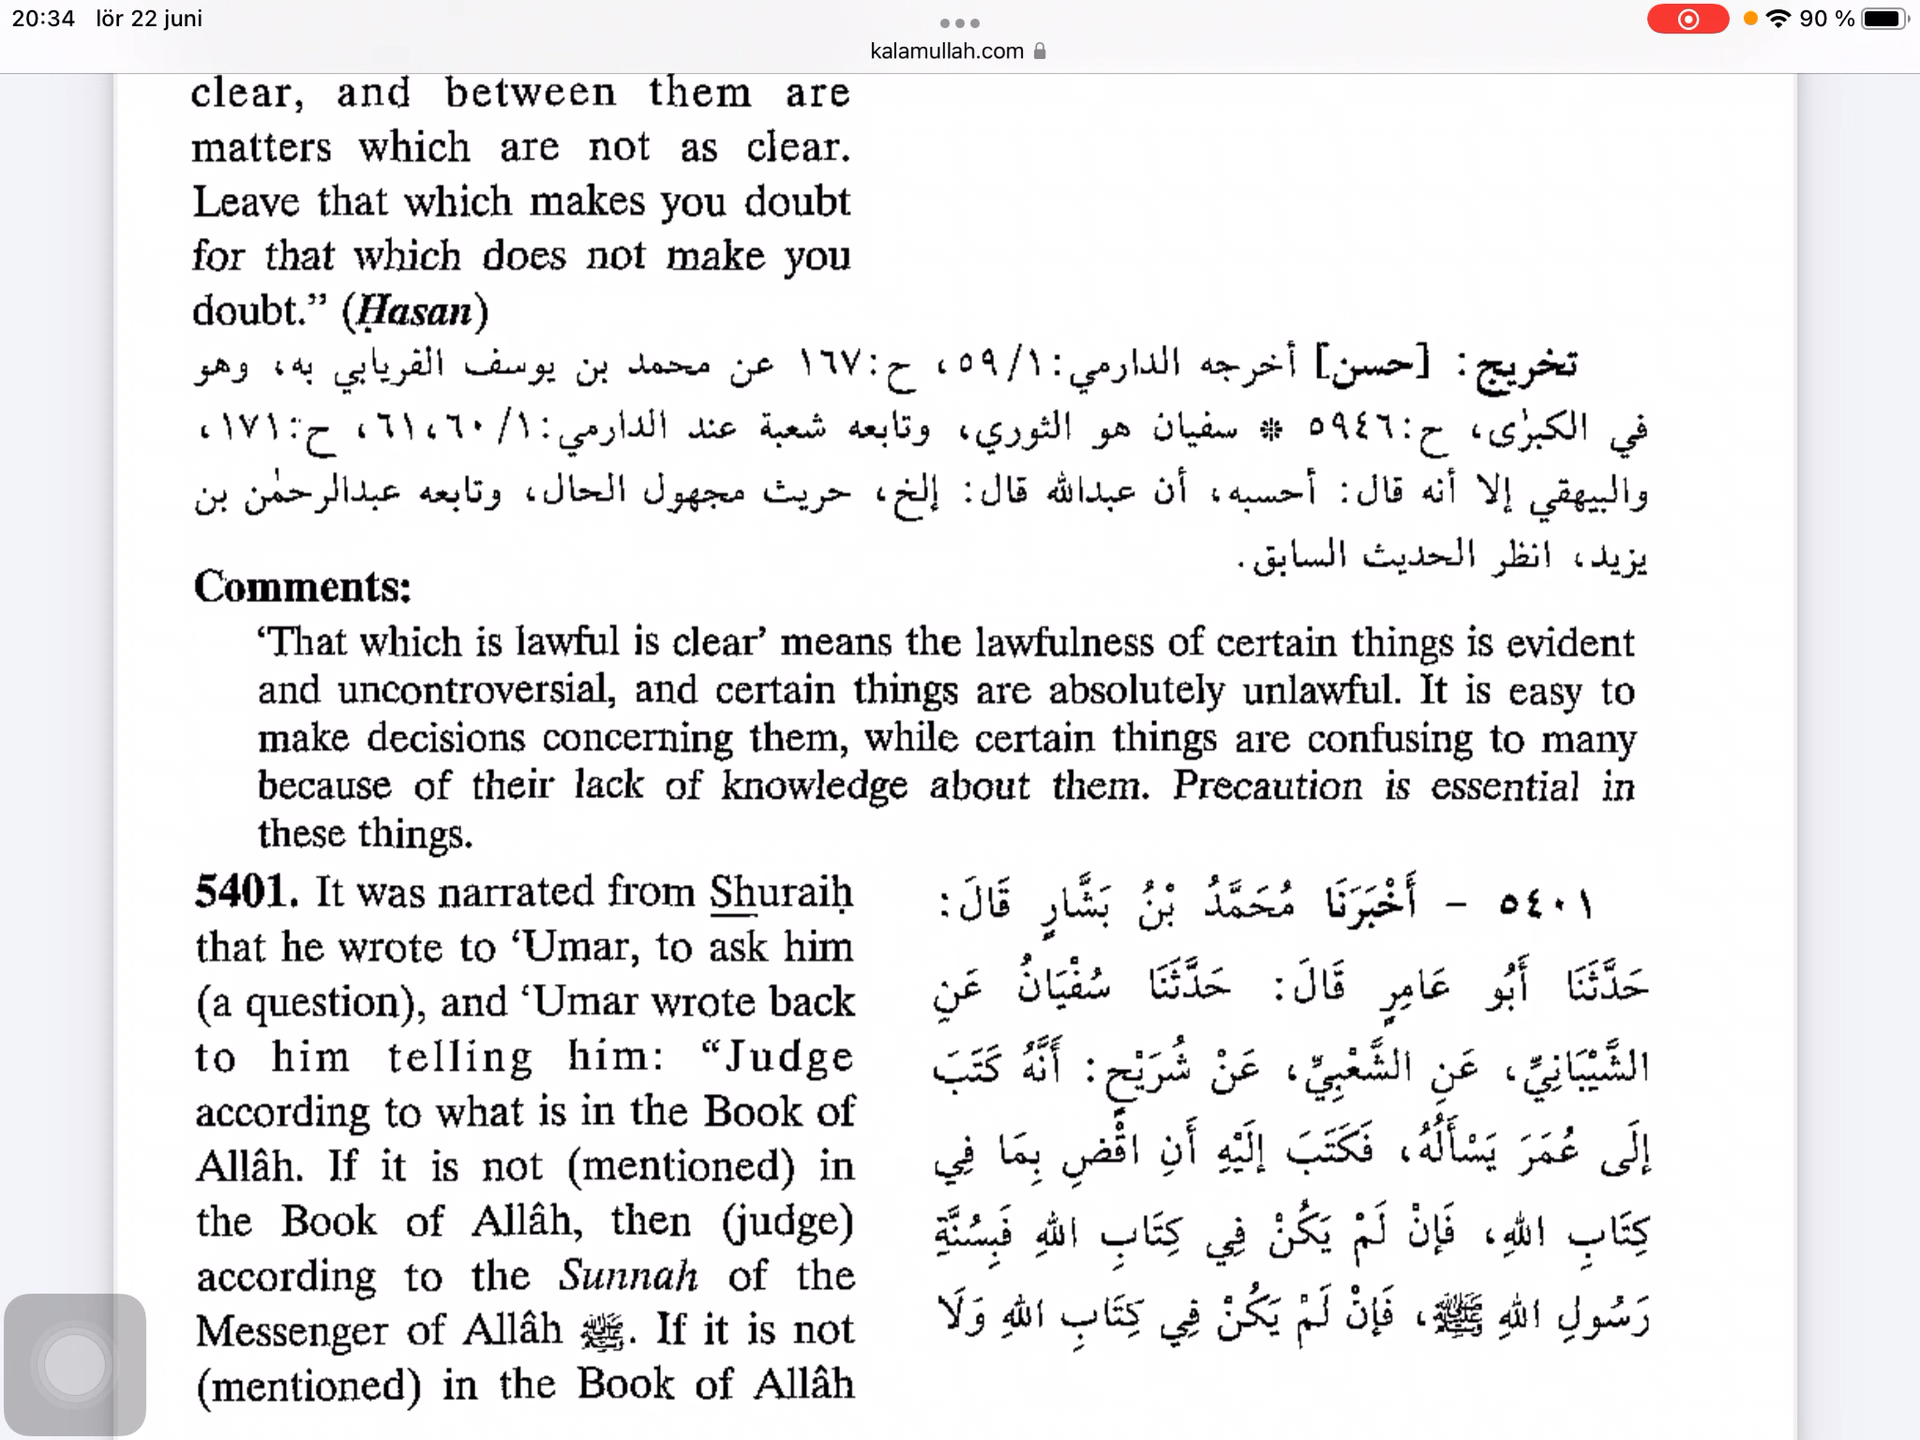 20:34 lör 22 juni
90 %
kalamullah.com
clear, and between them are
matters which are not as clear.
Leave that which makes you doubt
for that which does not make you
doubt.” (Ḥasan)
تخريج: [حسن] أخرجه الدارمي: ١/ ٥٩، ح: ١٦٧ عن محمد بن يوسف الفريابي به، وهو
في الكبرٰى، ح: ٥٩٤٦ * سفيان هو الثوري، وتابعه شعبة عند الدارمي: ١/ ٦٠،٦١، ح: ١٧١،
والبيهقي إلا أنه قال: أحسبه، أن عبدالله قال: إلخ، حريث مجهول الحال، وتابعه عبدالرحمٰن بن
يزيد، انظر الحديث السابق.
Comments:
‘That which is lawful is clear’ means the lawfulness of certain things is evident
and uncontroversial, and certain things are absolutely unlawful. It is easy to
make decisions concerning them, while certain things are confusing to many
because of their lack of knowledge about them. Precaution is essential in
these things.
5401. It was narrated from Shuraiḥ
that he wrote to ‘Umar, to ask him
(a question), and ‘Umar wrote back
to him telling him: “Judge
according to what is in the Book of
Allâh. If it is not (mentioned) in
the Book of Allâh, then (judge)
according to the Sunnah of the
Messenger of Allâh ﷺ. If it is not
(mentioned) in the Book of Allâh
٥٤٠١ - أَخْبَرَنَا مُحَمَّدُ بْنُ بَشَّارٍ قَالَ:
حَدَّثَنَا أَبُو عَامِرٍ قَالَ: حَدَّثَنَا سُفْيَانُ عَنِ
الشَّيْبَانِيِّ، عَنِ الشَّعْبِيِّ، عَنْ شُرَيْحٍ: أَنَّهُ كَتَبَ
إِلَى عُمَرَ يَسْأَلُهُ، فَكَتَبَ إِلَيْهِ أَنِ اقْضِ بِمَا فِي
كِتَابِ اللهِ، فَإِنْ لَمْ يَكُنْ فِي كِتَابِ اللهِ فَبِسُنَّةِ
رَسُولِ اللهِ ﷺ، فَإِنْ لَمْ يَكُنْ فِي كِتَابِ اللهِ وَلَا